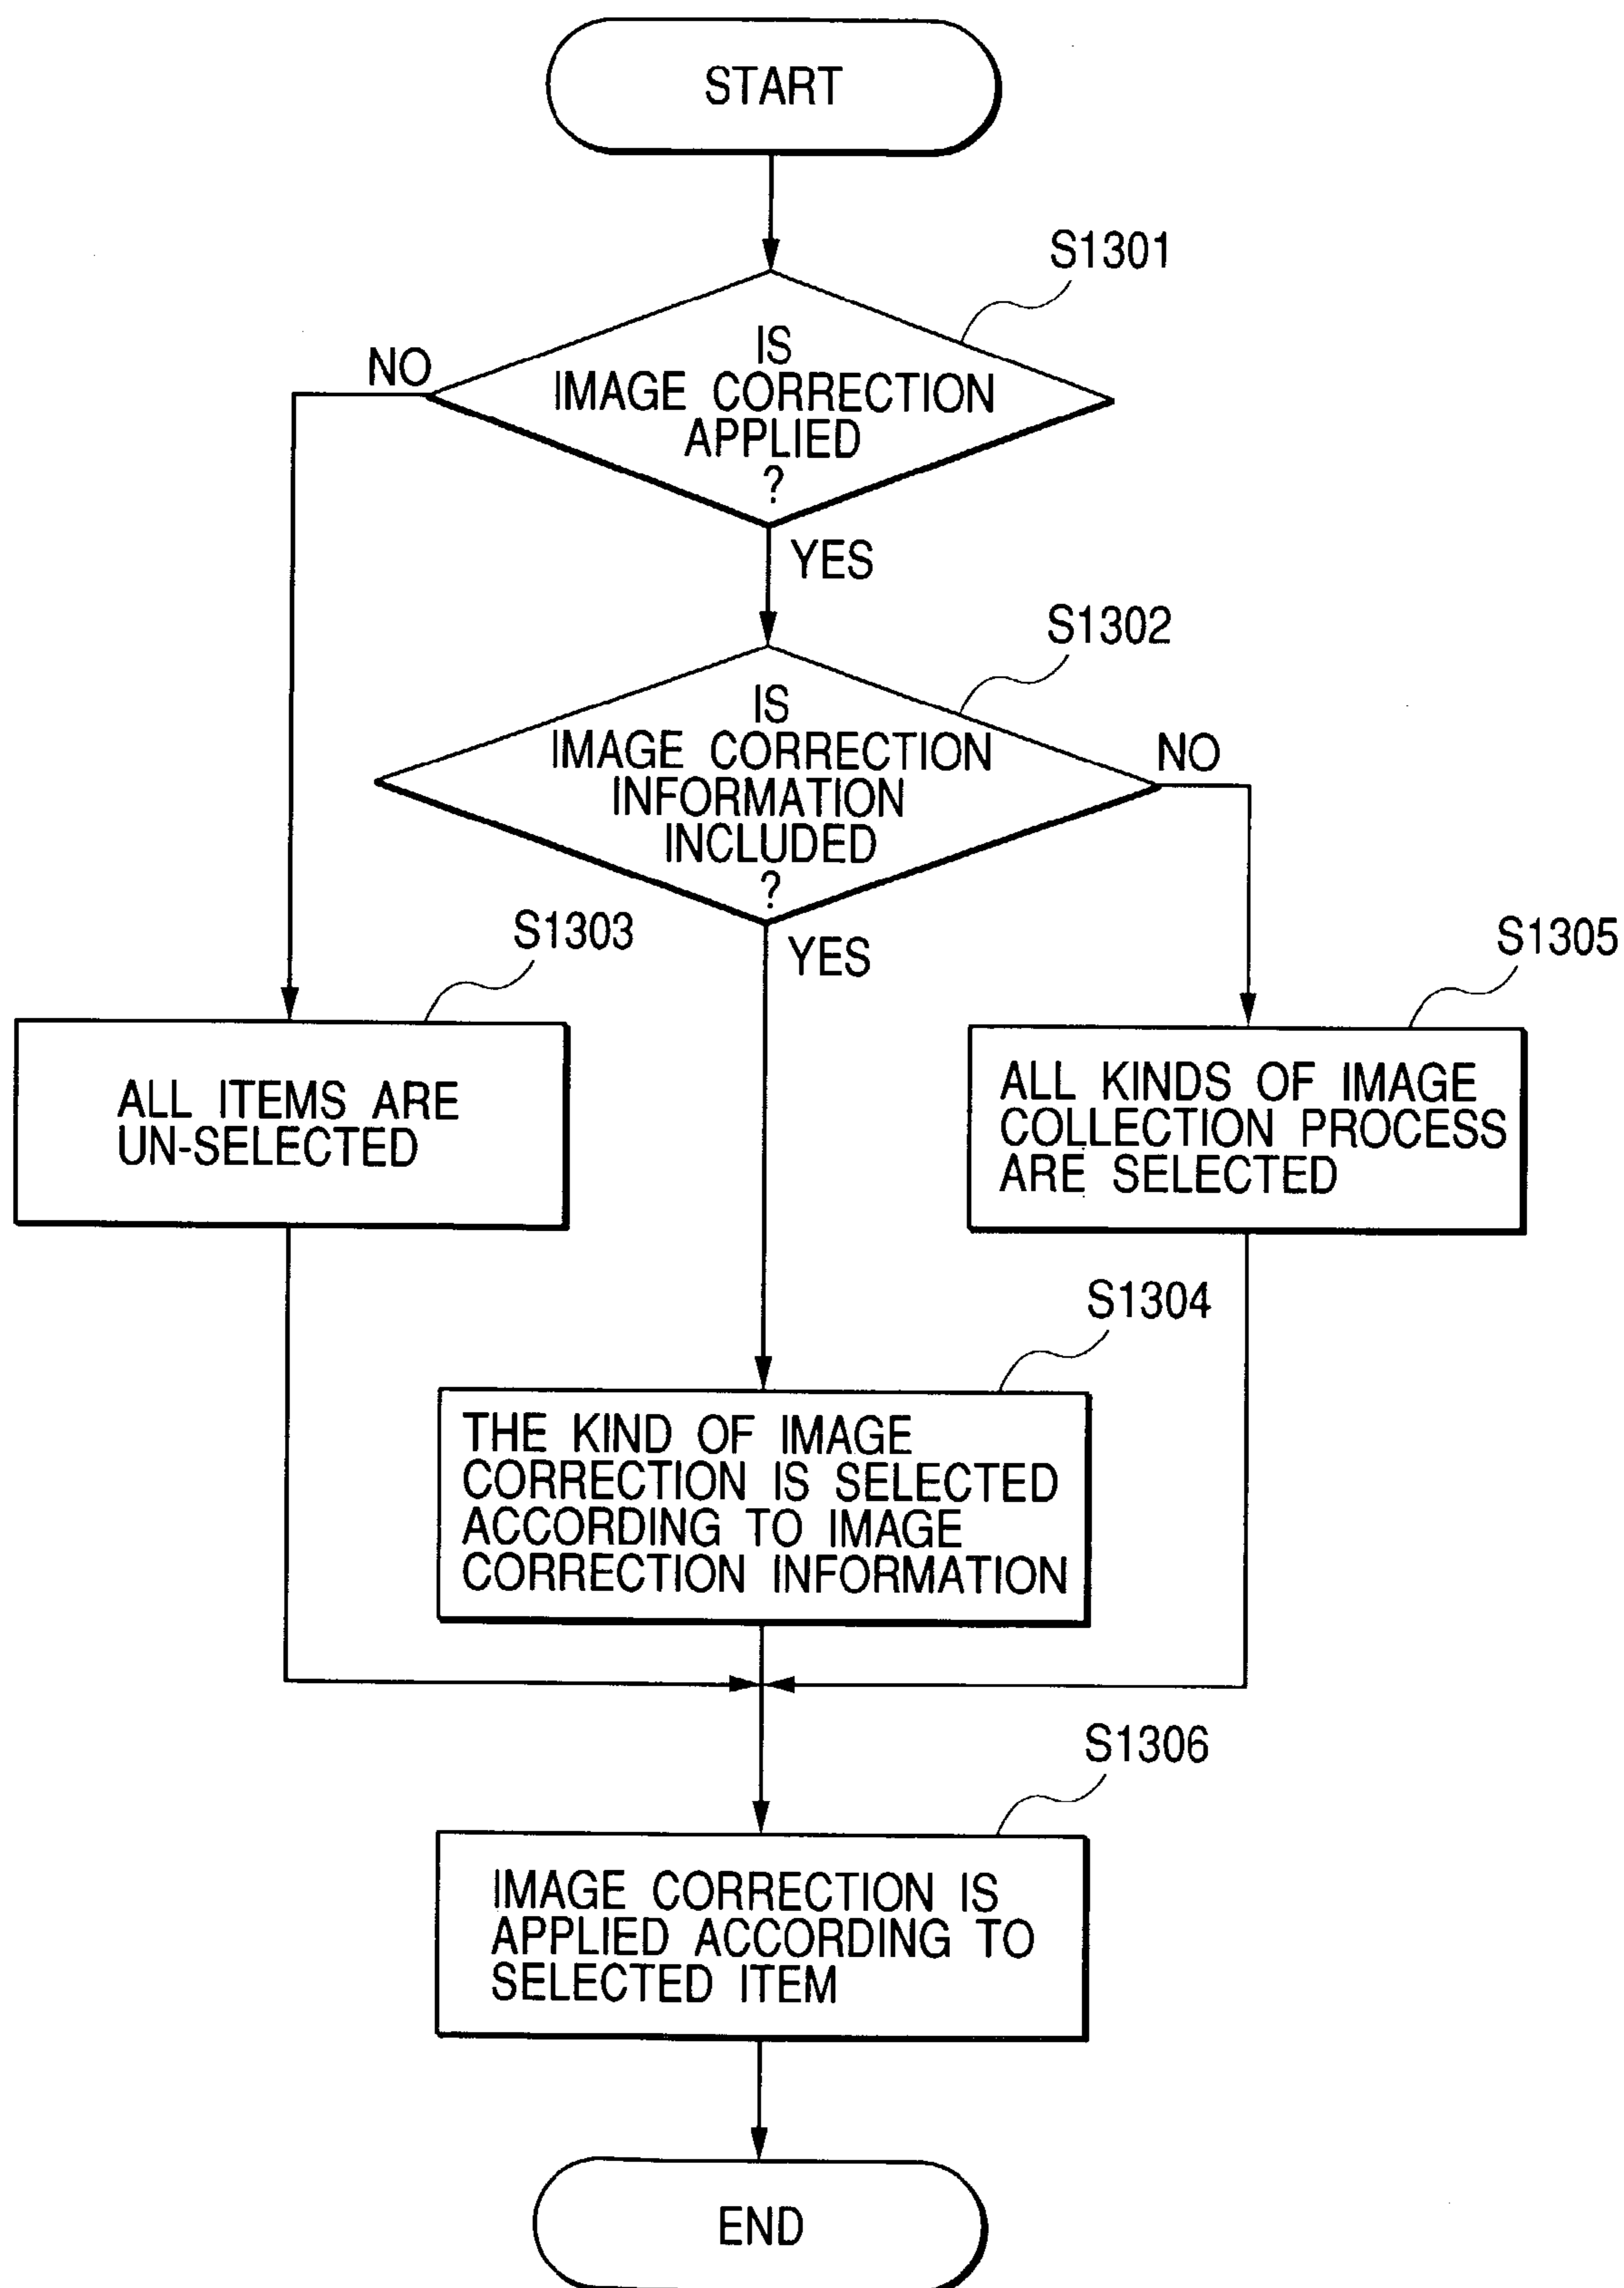 START
S1301
IS
IMAGE CORRECTION
APPLIED
?
NO
YES
S1302
IS
IMAGE CORRECTION
INFORMATION
INCLUDED
?
NO
YES
S1303
ALL ITEMS ARE
UN-SELECTED
S1305
ALL KINDS OF IMAGE
COLLECTION PROCESS
ARE SELECTED
S1304
THE KIND OF IMAGE
CORRECTION IS SELECTED
ACCORDING TO IMAGE
CORRECTION INFORMATION
S1306
IMAGE CORRECTION IS
APPLIED ACCORDING TO
SELECTED ITEM
END